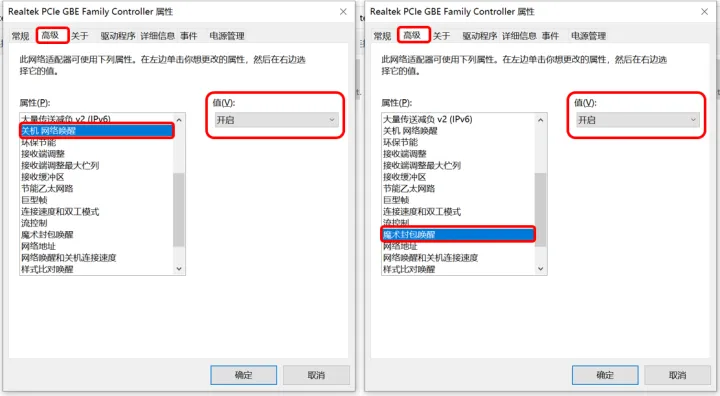 Realtek PCIe GBE Family Controller 属性
常规 高级 关于 驱动程序 详细信息 事件 电源管理
此网络适配器可使用下列属性。在左边单击你想更改的属性，然后在右边选
择它的值。
属性(P):
值(V):
大量传送减负 v2 (IPv6)
关机 网络唤醒
环保节能
接收端调整
接收端调整最大伫列
接收缓冲区
节能乙太网路
巨型帧
连接速度和双工模式
流控制
魔术封包唤醒
网络地址
网络唤醒和关机连接速度
样式比对唤醒
开启
确定
取消
Realtek PCIe GBE Family Controller 属性
常规 高级 关于 驱动程序 详细信息 事件 电源管理
此网络适配器可使用下列属性。在左边单击你想更改的属性，然后在右边选
择它的值。
属性(P):
值(V):
大量传送减负 v2 (IPv6)
关机 网络唤醒
环保节能
接收端调整
接收端调整最大伫列
接收缓冲区
节能乙太网路
巨型帧
连接速度和双工模式
流控制
魔术封包唤醒
网络地址
网络唤醒和关机连接速度
样式比对唤醒
开启
确定
取消